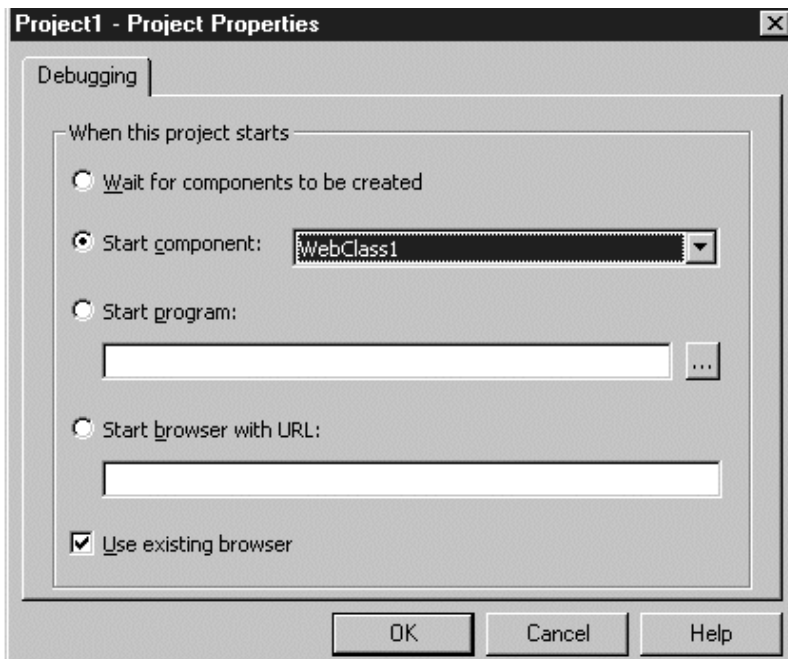 Project1 - Project Properties
Debugging
When this project starts
Wait for components to be created
Start component: WebClass1
Start program:
...
Start browser with URL:
Use existing browser
OK Cancel Help